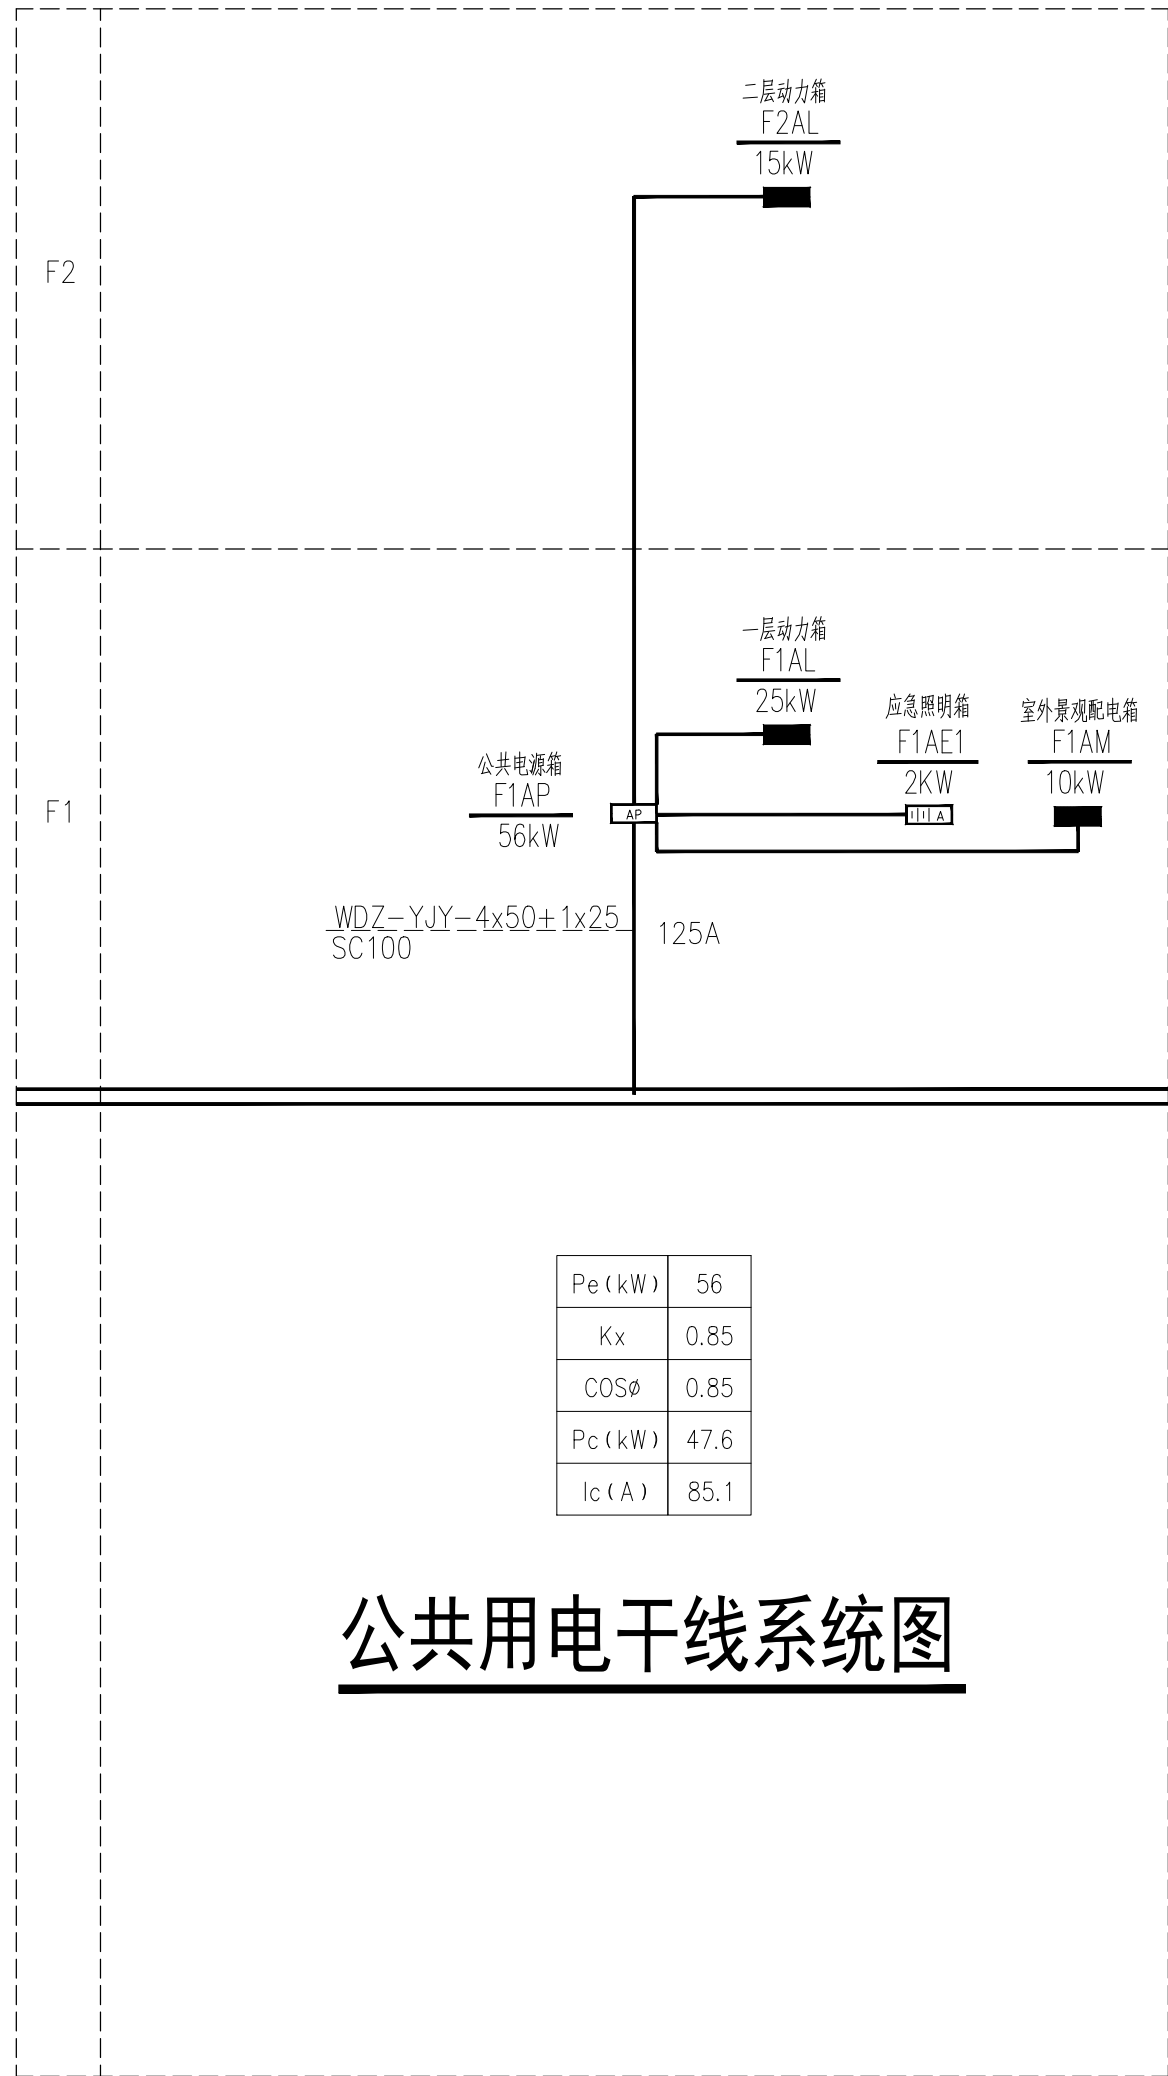 二层动力箱
F2AL
15kW
F2
一层动力箱
F1AL
25kW
应急照明箱
F1AE1
2KW
室外景观配电箱
F1AM
10kW
公共电源箱
F1AP
56kW
AP
A
F1
WDZ-YJY-4x50+1x25
SC100
125A
Pe(kW) 56
Kx 0.85
COSø 0.85
Pc(kW) 47.6
Ic(A) 85.1
公共用电干线系统图